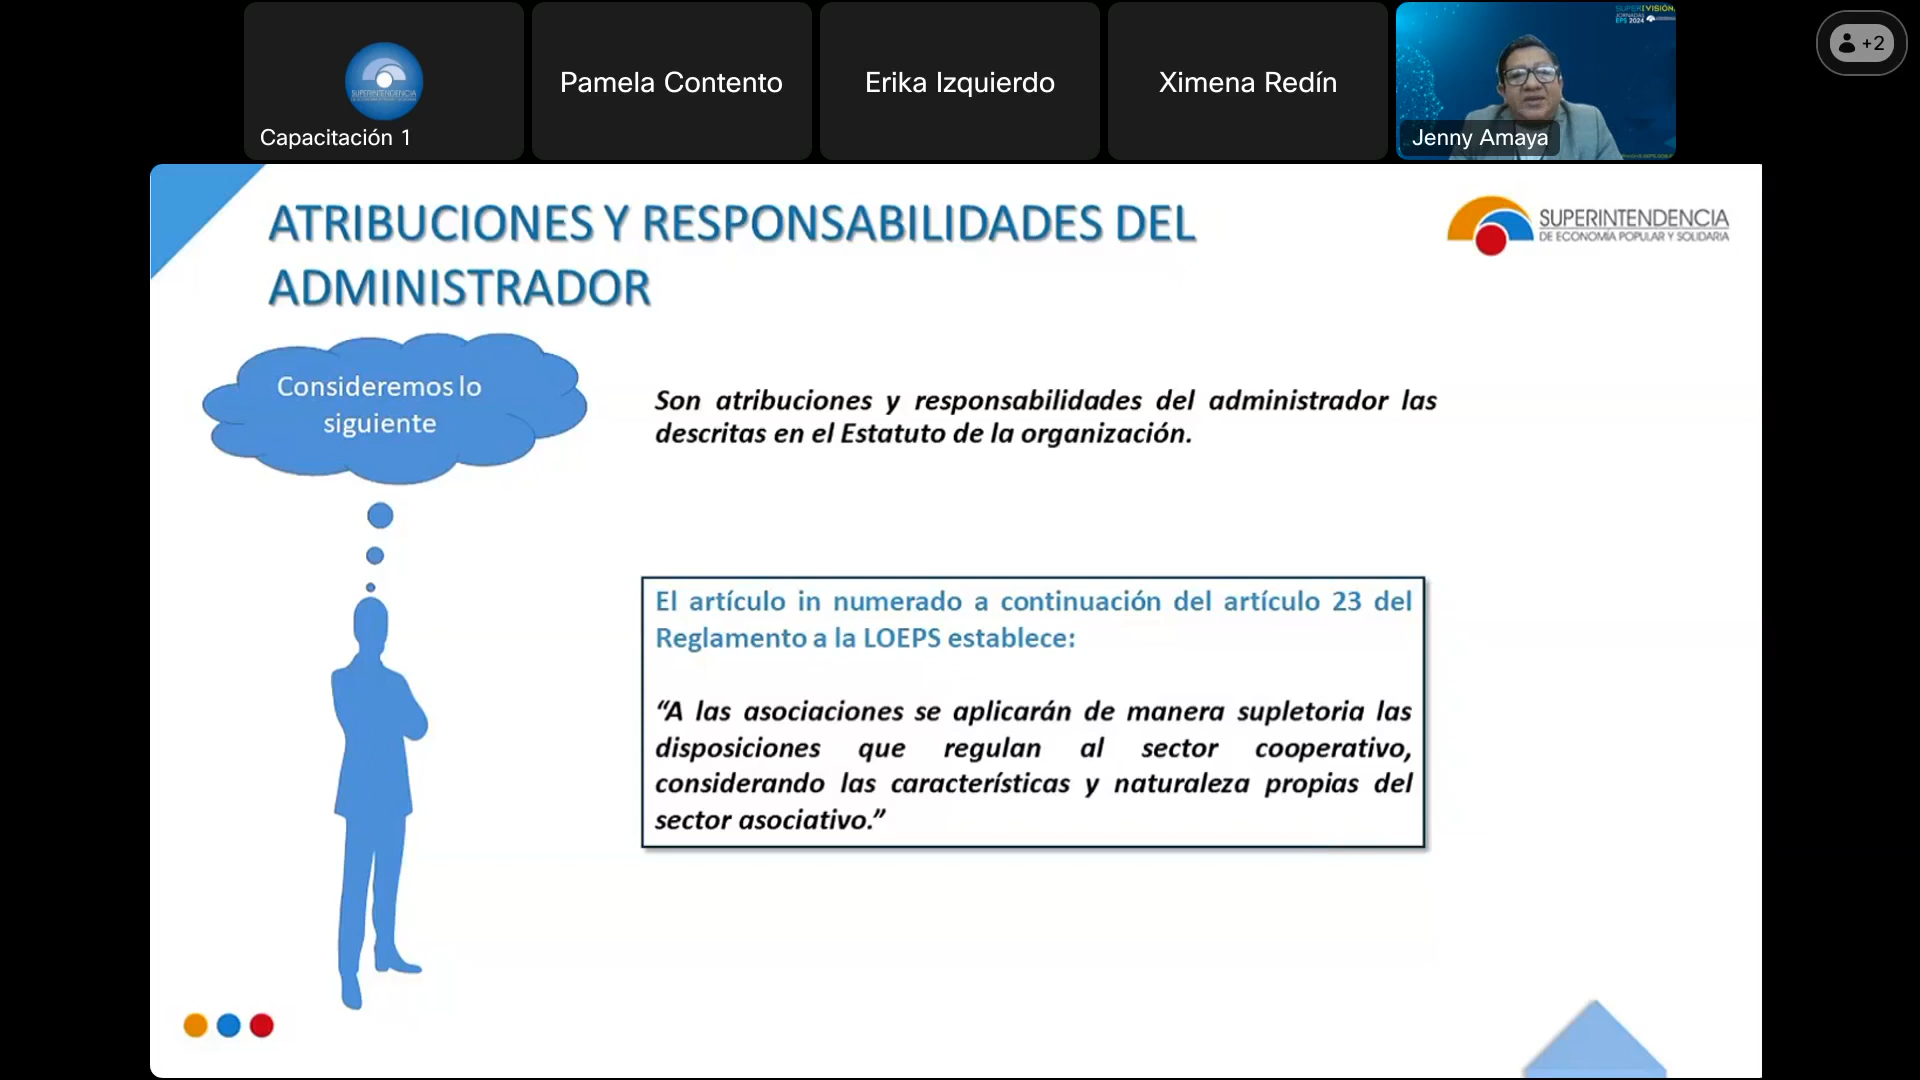 SUPERINTENDENCIA
Capacitación 1
Pamela Contento
Erika Izquierdo
Ximena Redín
EPS 2024
Jenny Amaya
+2
ATRIBUCIONES Y RESPONSABILIDADES DEL
ADMINISTRADOR
SUPERINTENDENCIA
DE ECONOMÍA POPULAR Y SOLIDARIA
Consideremos lo
siguiente
Son atribuciones y responsabilidades del administrador las
descritas en el Estatuto de la organización.
El artículo in numerado a continuación del artículo 23 del
Reglamento a la LOEPS establece:
“A las asociaciones se aplicarán de manera supletoria las
disposiciones que regulan al sector cooperativo,
considerando las características y naturaleza propias del
sector asociativo.”